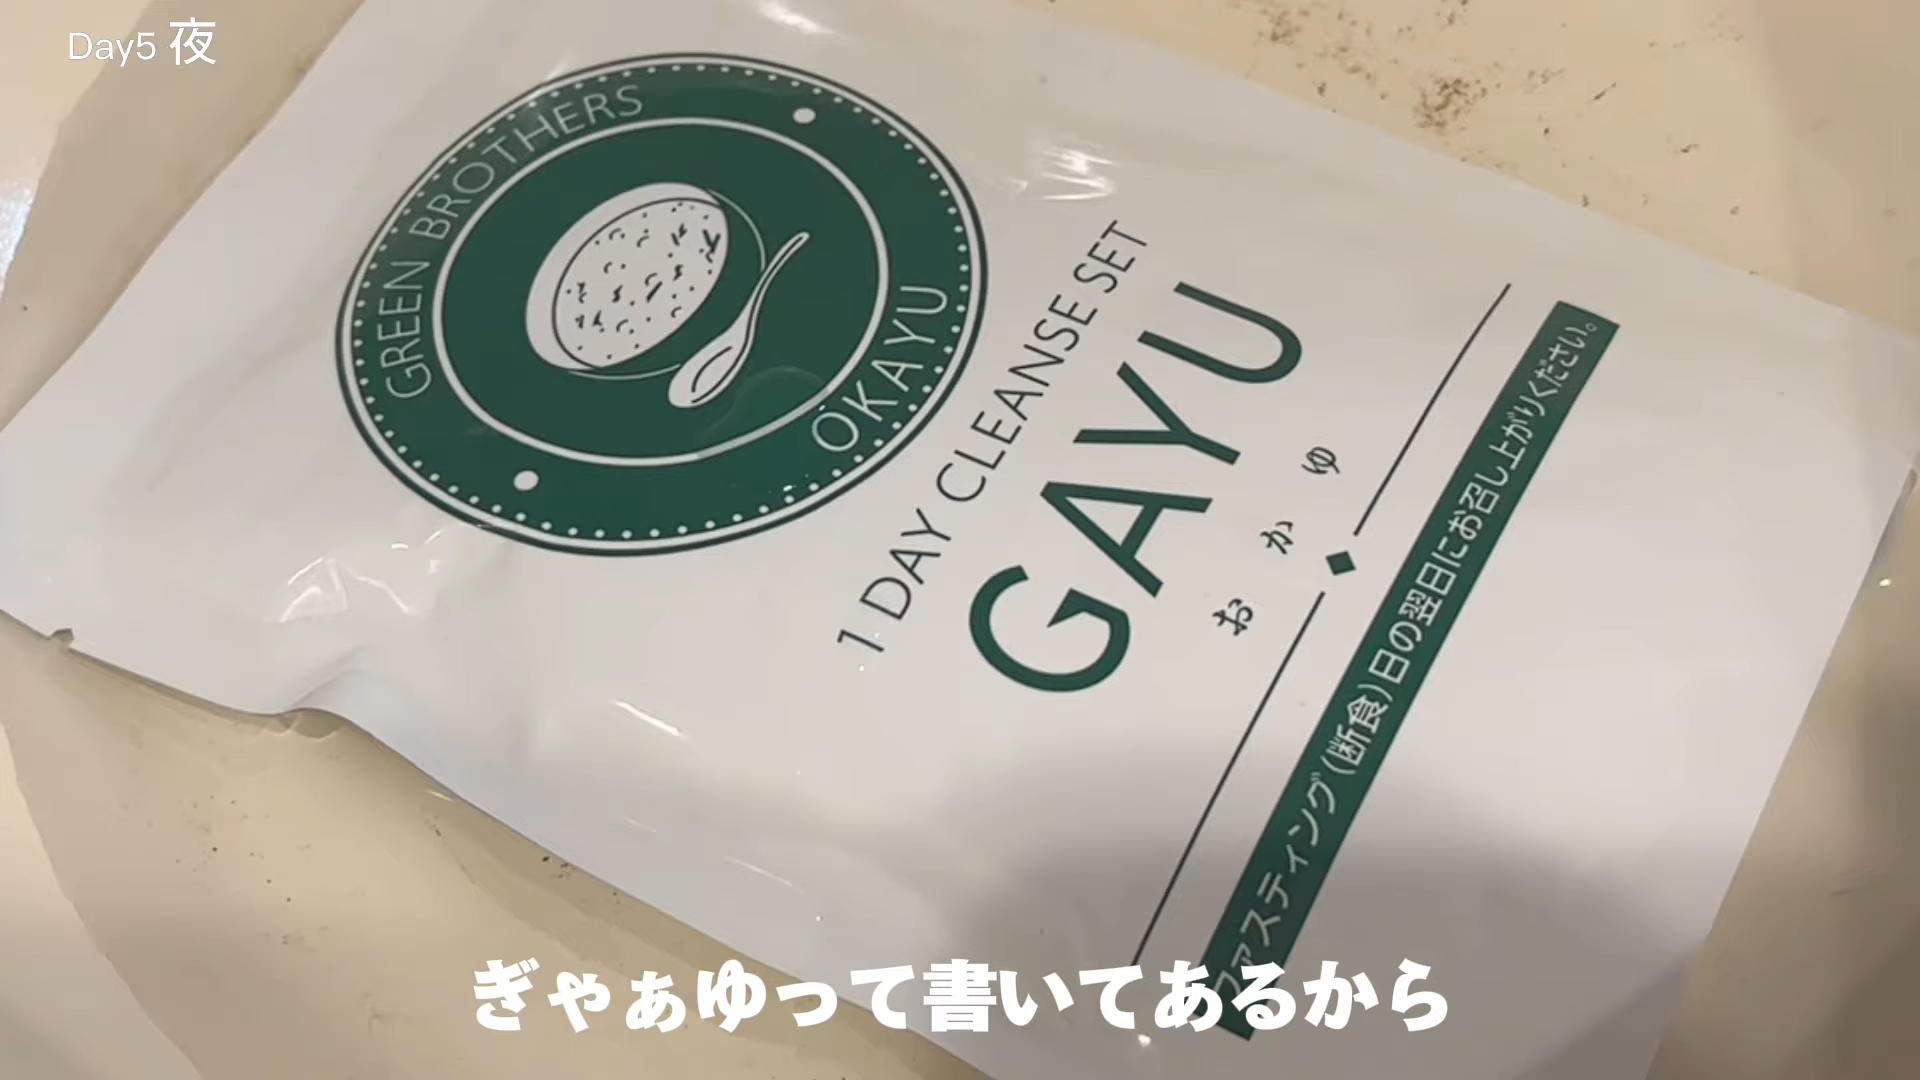 Day5 夜
GREEN BROTHERS
OKAYU
1 DAY CLEANSE SET
GAYU
おかゆ
ファスティング(断食)日の翌日にお召し上がりください。
ぎゃぁゆって書いてあるから